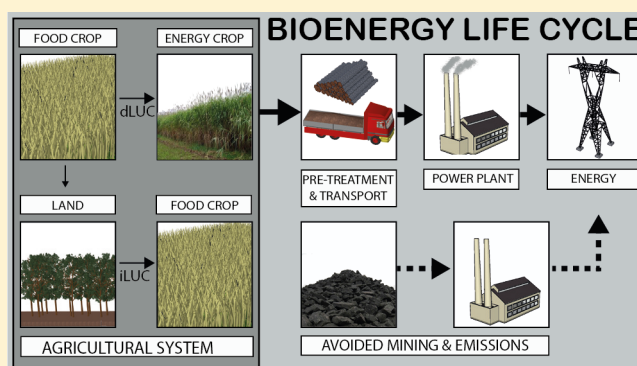 BIOENERGY LIFE CYCLE
FOOD CROP
ENERGY CROP
dLUC
LAND
FOOD CROP
iLUC
AGRICULTURAL SYSTEM
PRE-TREATMENT
& TRANSPORT
POWER PLANT
ENERGY
AVOIDED MINING & EMISSIONS